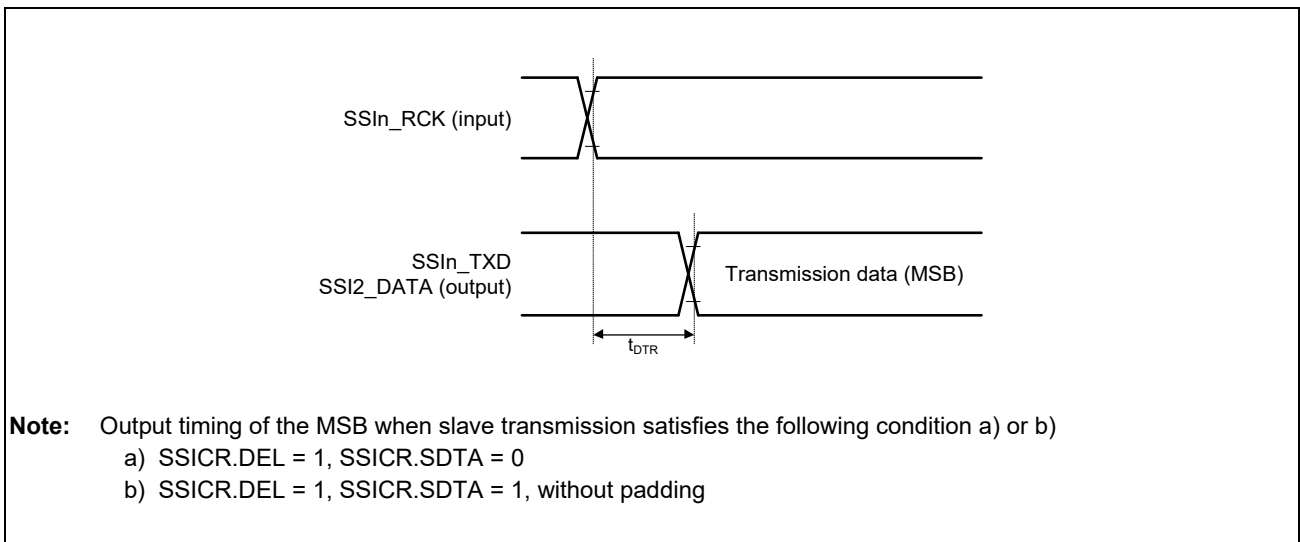 SSIn_RCK (input)
SSIn_TXD
SSI2_DATA (output)
Transmission data (MSB)
tDTR
Note: Output timing of the MSB when slave transmission satisfies the following condition a) or b)
a) SSICR.DEL = 1, SSICR.SDTA = 0
b) SSICR.DEL = 1, SSICR.SDTA = 1, without padding